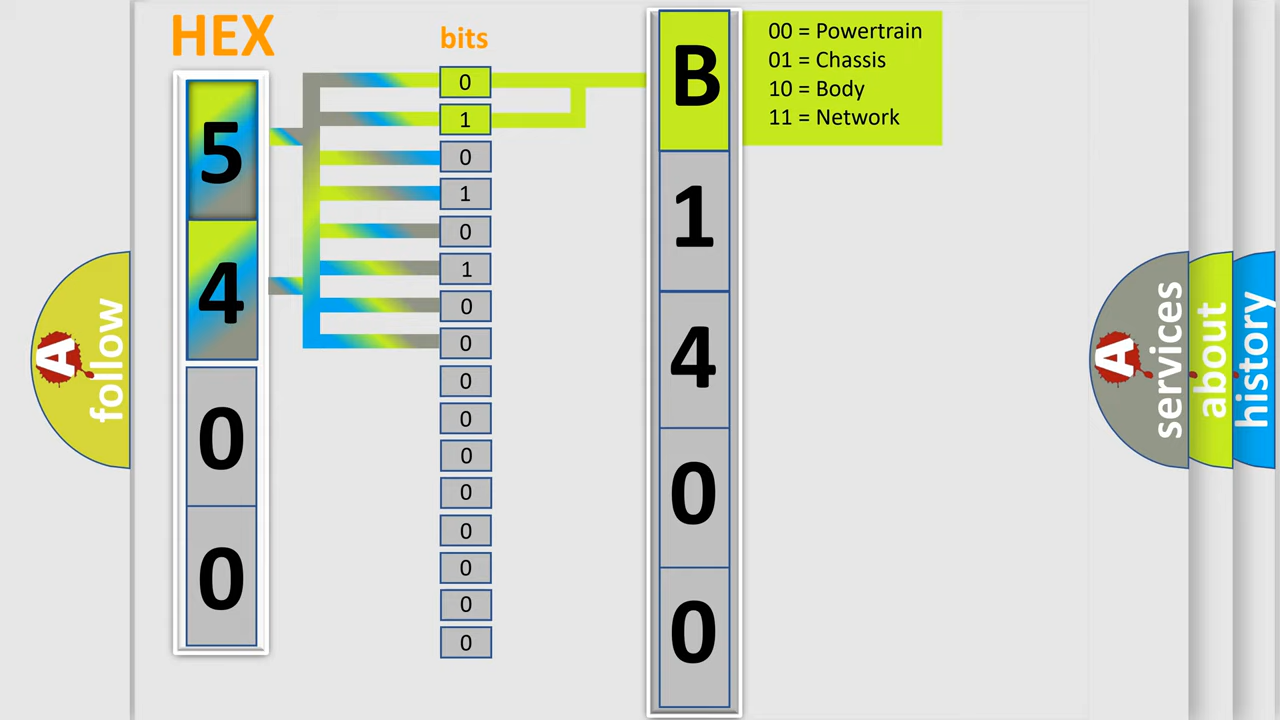 HEX
bits
5
4
0
0
0
1
0
1
0
1
0
0
0
0
0
0
0
0
0
0
B
1
4
0
0
00 = Powertrain
01 = Chassis
10 = Body
11 = Network
A
follow
A
services
about
history